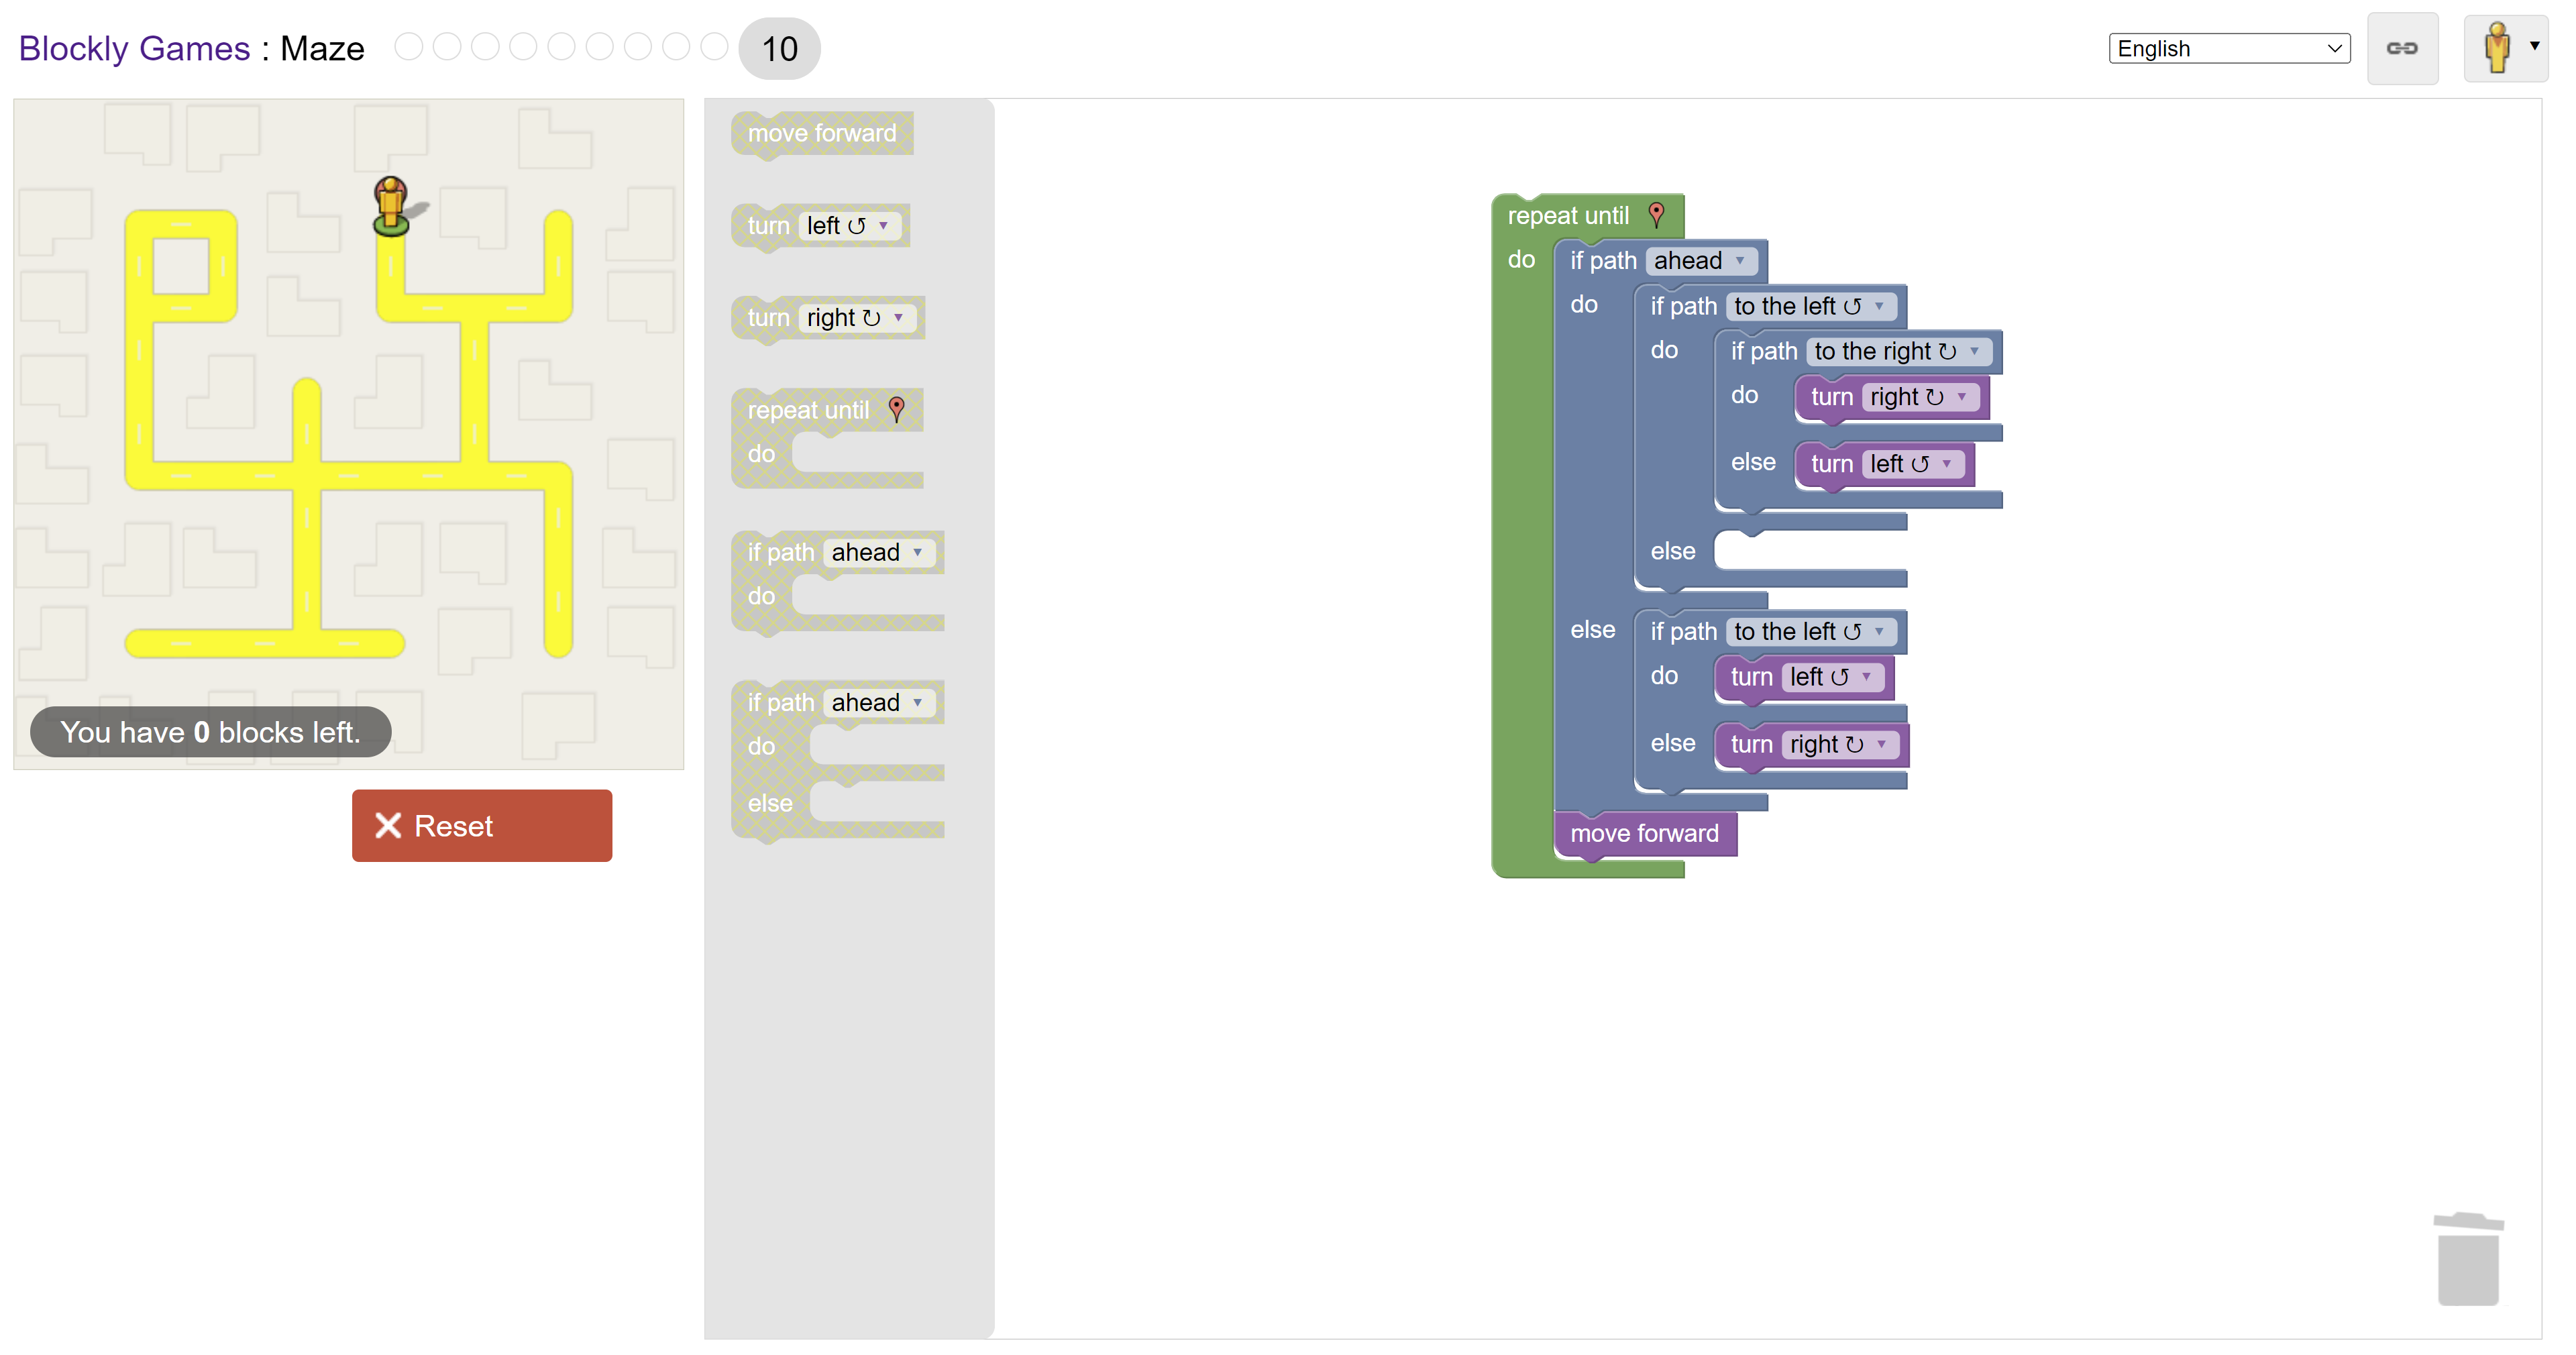 Blockly Games : Maze 10 English
You have 0 blocks left.
Reset
move forward
turn left ↺
turn right ↻
repeat until
do
if path ahead
do
if path ahead
do
else
repeat until
do if path ahead
do if path to the left ↺
do if path to the right ↻
do turn right ↻
else turn left ↺
else
else if path to the left ↺
do turn left ↺
else turn right ↻
move forward